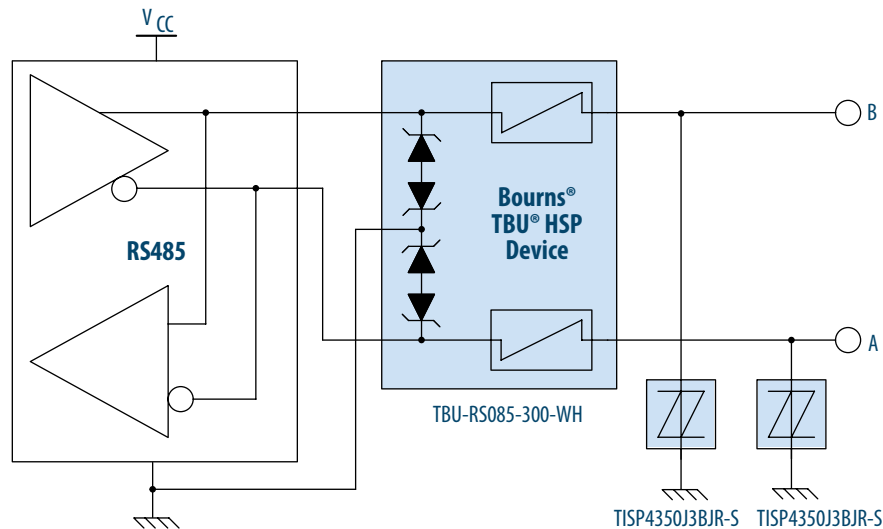 VCC
B
Bourns®
TBU® HSP
Device
RS485
A
TBU-RS085-300-WH
TISP4350J3BJR-S TISP4350J3BJR-S